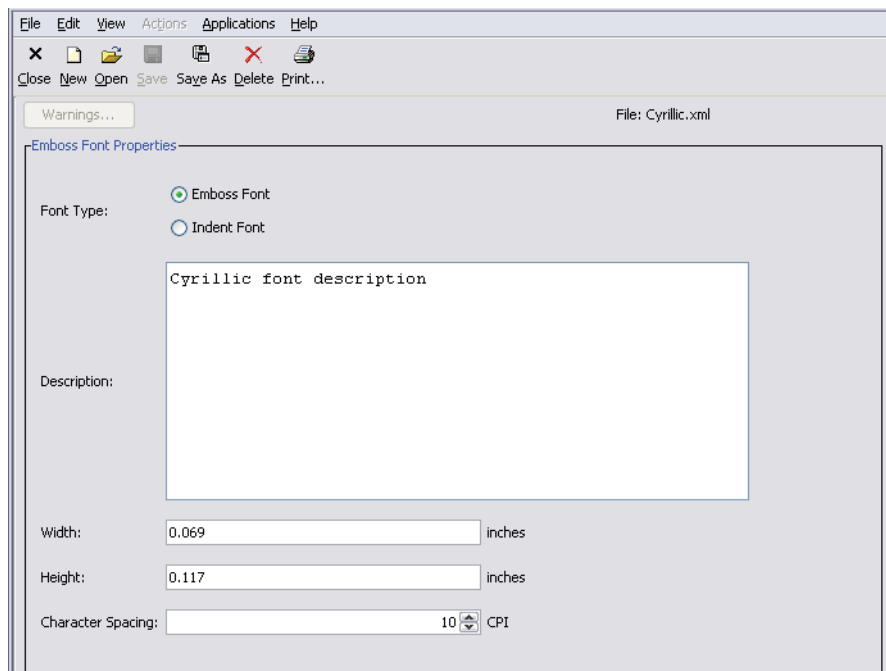 File Edit View Actions Applications Help
Close New Open Save Save As Delete Print...
Warnings... File: Cyrillic.xml
Emboss Font Properties
Emboss Font
Font Type:
Indent Font
Cyrillic font description
Description:
Width: 0.069 inches
Height: 0.117 inches
Character Spacing: 10 CPI